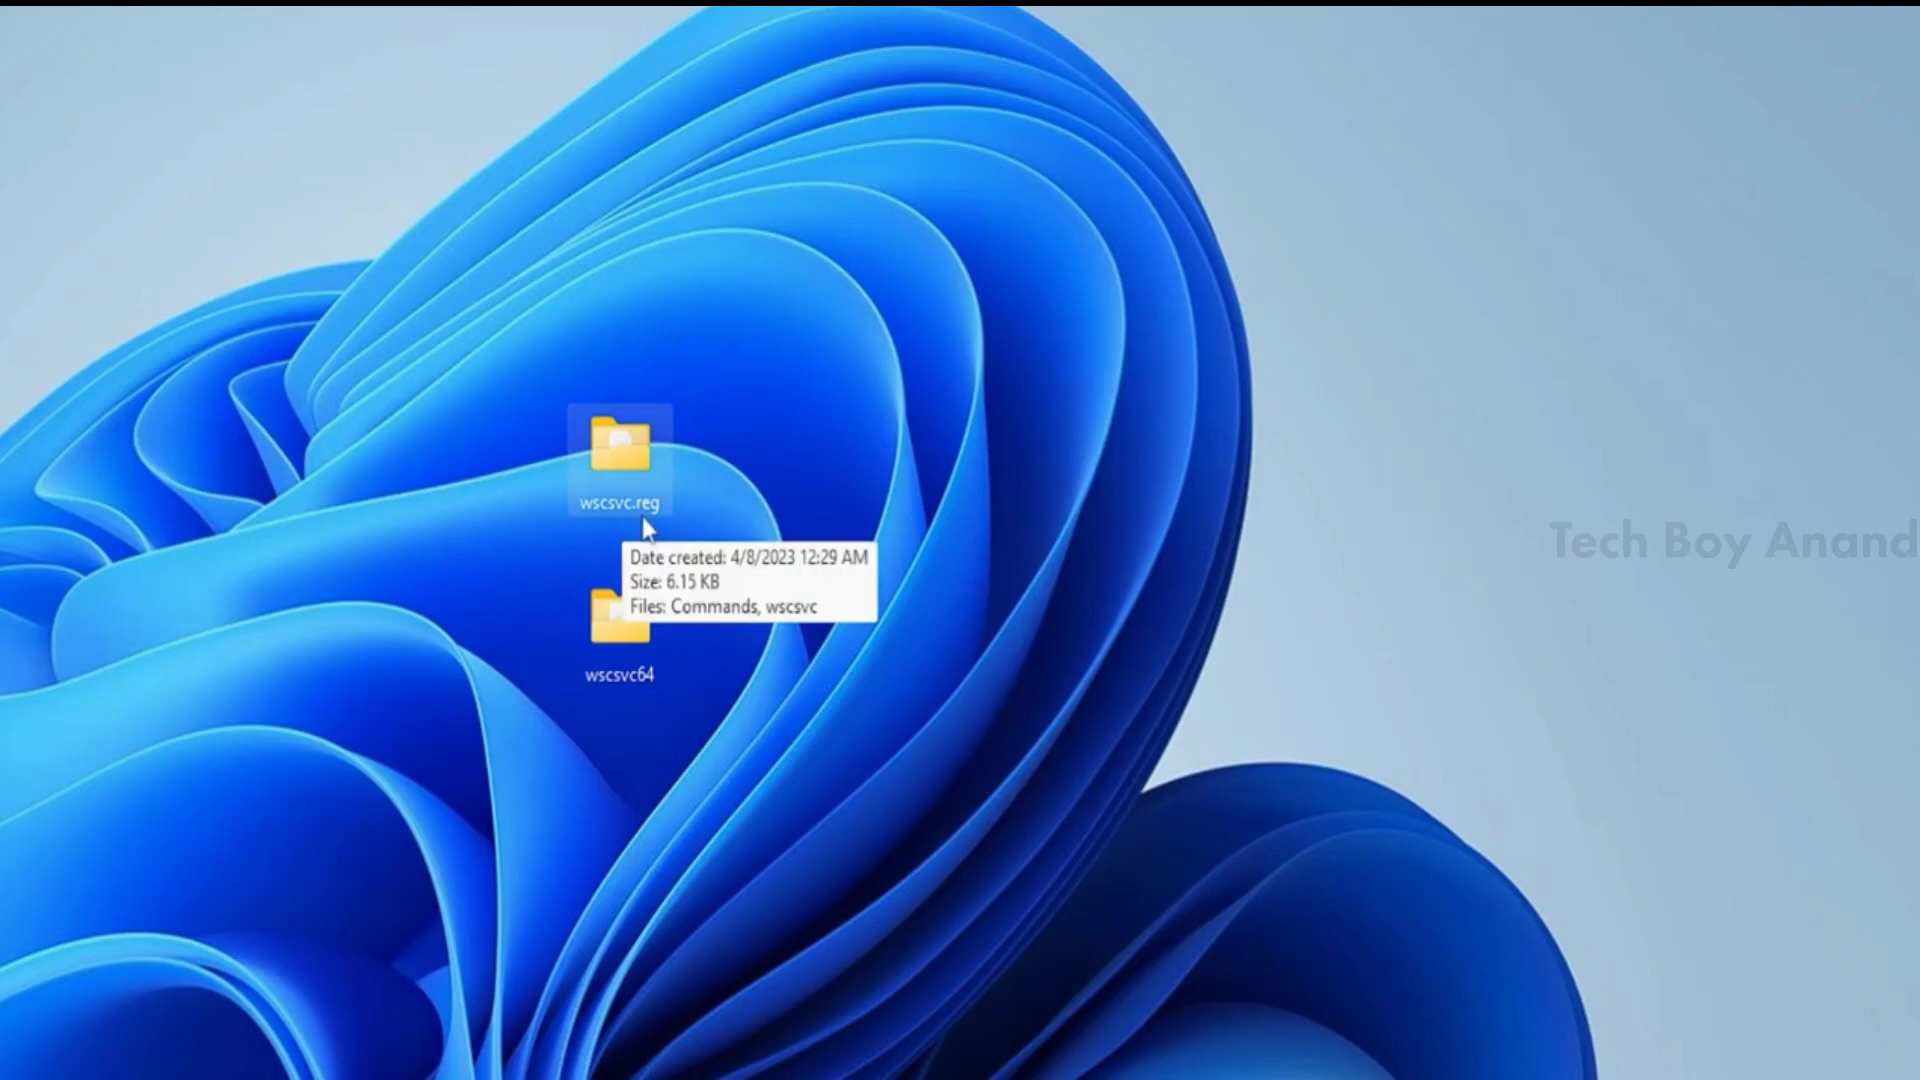 wscsvc.reg
Date created: 4/8/2023 12:29 AM
Size: 6.15 KB
Files: Commands, wscsvc
wscsvc64
Tech Boy Anand